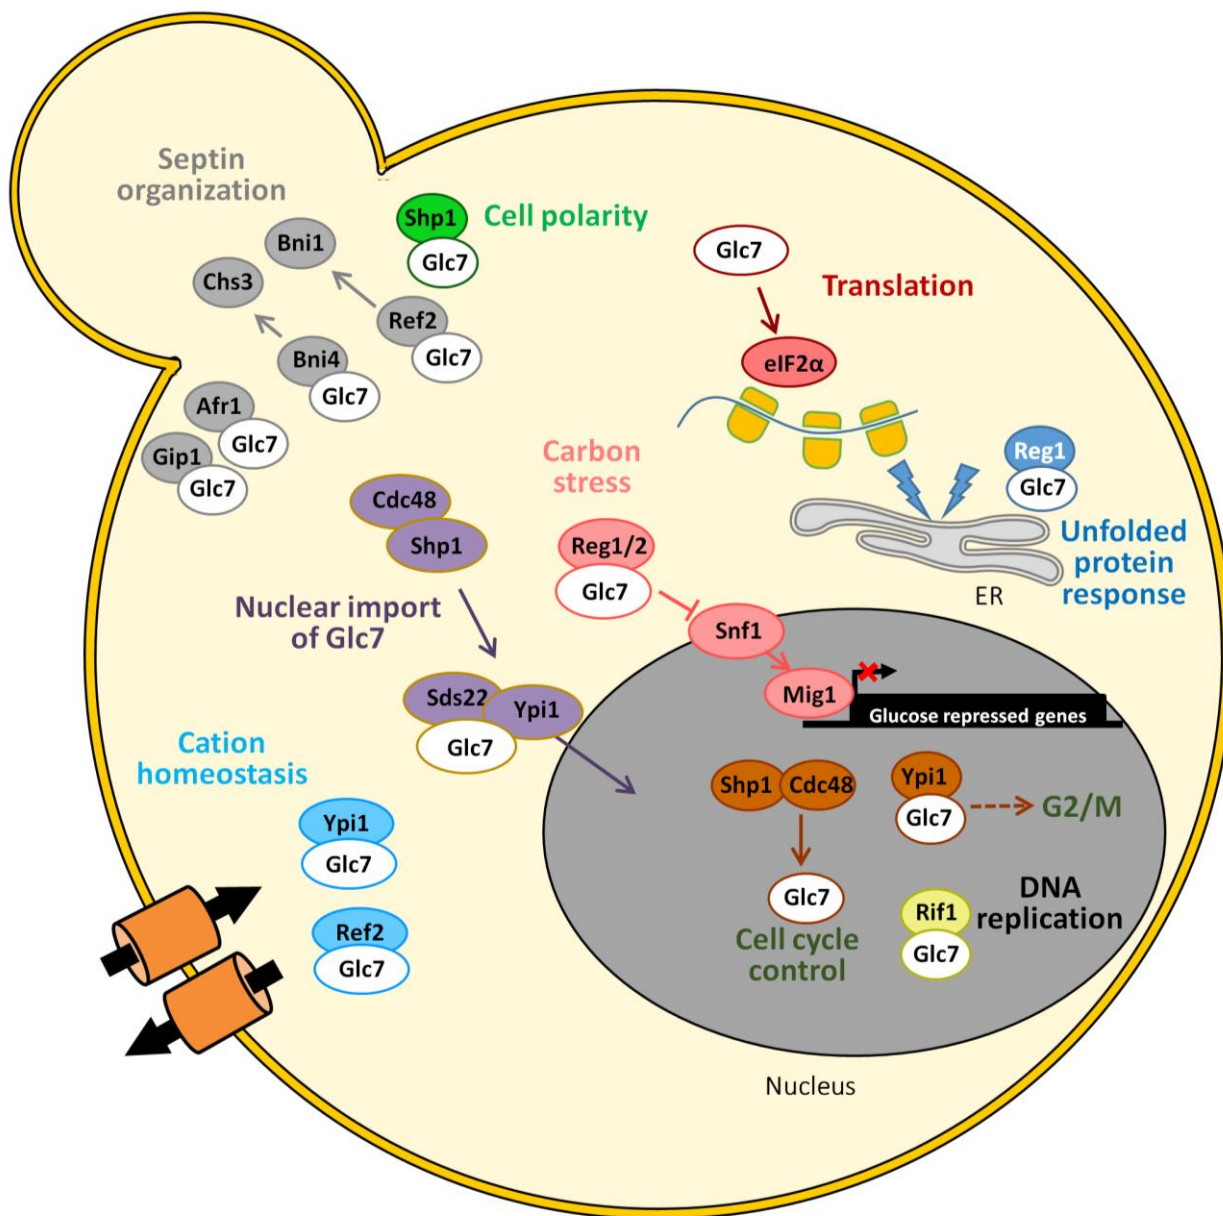 Septin
organization
Bni1
Chs3
Shp1
Glc7
Cell polarity
Ref2
Glc7
Bni4
Glc7
Afr1
Glc7
Gip1
Glc7
Glc7
Translation
eIF2α
Reg1
Glc7
Unfolded
protein
response
ER
Carbon
stress
Reg1/2
Glc7
Snf1
Mig1
Glucose repressed genes
Cdc48
Shp1
Nuclear import
of Glc7
Sds22
Ypi1
Glc7
Cation
homeostasis
Ypi1
Glc7
Ref2
Glc7
Shp1
Cdc48
Glc7
Cell cycle
control
Ypi1
Glc7
G2/M
DNA
replication
Rif1
Glc7
Nucleus